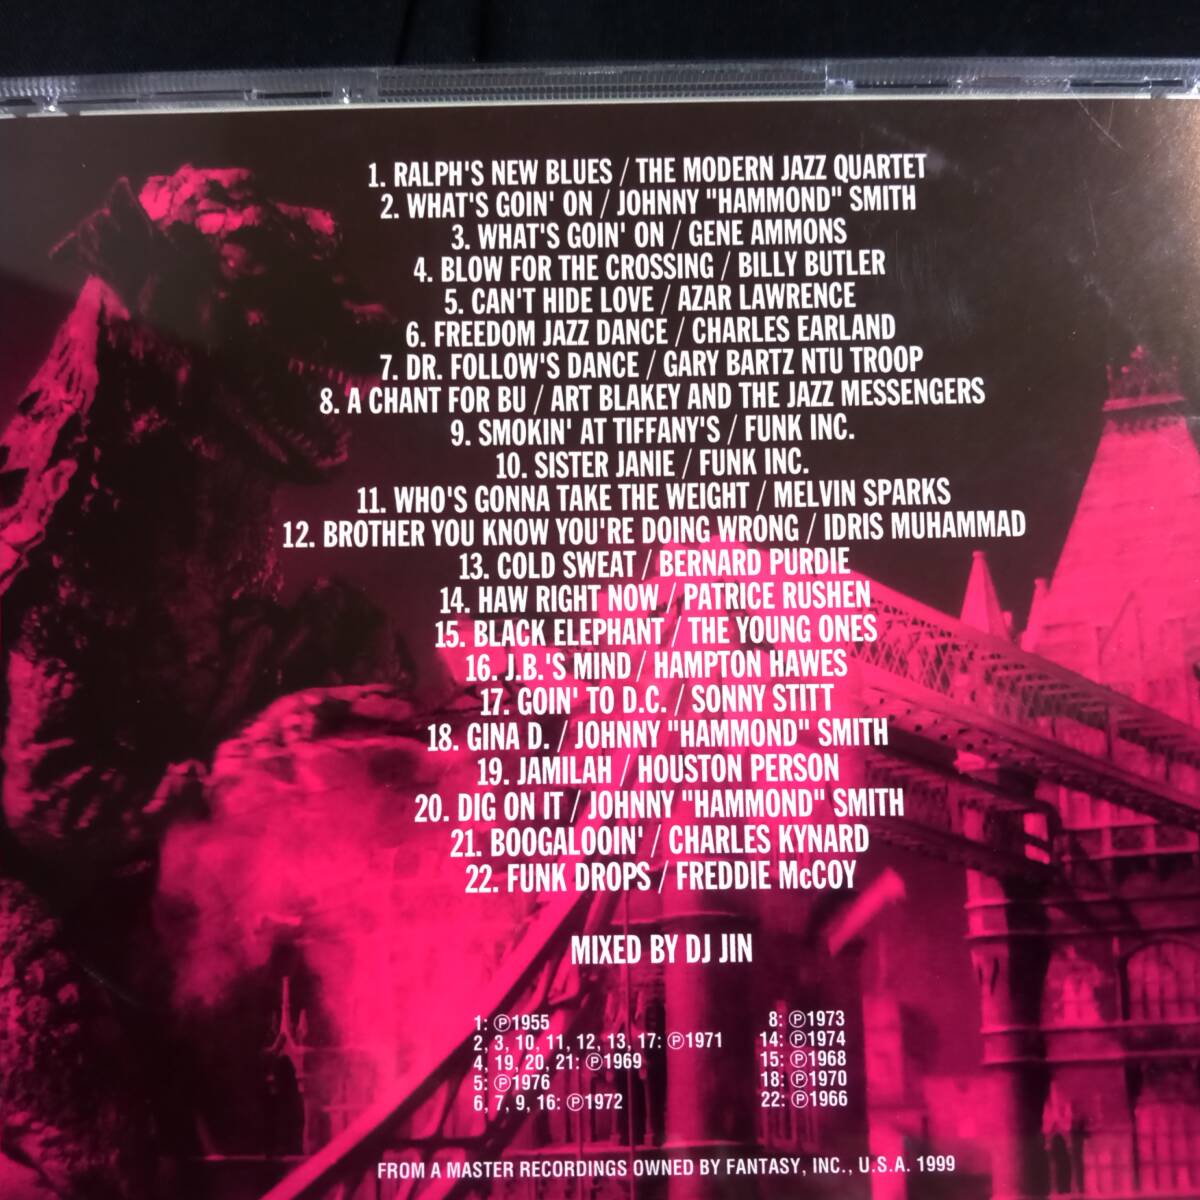 1. RALPH'S NEW BLUES / THE MODERN JAZZ QUARTET
2. WHAT'S GOIN' ON / JOHNNY "HAMMOND" SMITH
3. WHAT'S GOIN' ON / GENE AMMONS
4. BLOW FOR THE CROSSING / BILLY BUTLER
5. CAN'T HIDE LOVE / AZAR LAWRENCE
6. FREEDOM JAZZ DANCE / CHARLES EARLAND
7. DR. FOLLOW'S DANCE / GARY BARTZ NTU TROOP
8. A CHANT FOR BU / ART BLAKEY AND THE JAZZ MESSENGERS
9. SMOKIN' AT TIFFANY'S / FUNK INC.
10. SISTER JANIE / FUNK INC.
11. WHO'S GONNA TAKE THE WEIGHT / MELVIN SPARKS
12. BROTHER YOU KNOW YOU'RE DOING WRONG / IDRIS MUHAMMAD
13. COLD SWEAT / BERNARD PURDIE
14. HAW RIGHT NOW / PATRICE RUSHEN
15. BLACK ELEPHANT / THE YOUNG ONES
16. J.B.'S MIND / HAMPTON HAWES
17. GOIN' TO D.C. / SONNY STITT
18. GINA D. / JOHNNY "HAMMOND" SMITH
19. JAMILAH / HOUSTON PERSON
20. DIG ON IT / JOHNNY "HAMMOND" SMITH
21. BOOGALOOIN' / CHARLES KYNARD
22. FUNK DROPS / FREDDIE McCOY
MIXED BY DJ JIN
1: ℗1955
2, 3, 10, 11, 12, 13, 17: ℗1971
4, 19, 20, 21: ℗1969
5: ℗1976
6, 7, 9, 16: ℗1972
8: ℗1973
14: ℗1974
15: ℗1968
18: ℗1970
22: ℗1966
FROM A MASTER RECORDINGS OWNED BY FANTASY, INC., U.S.A. 1999